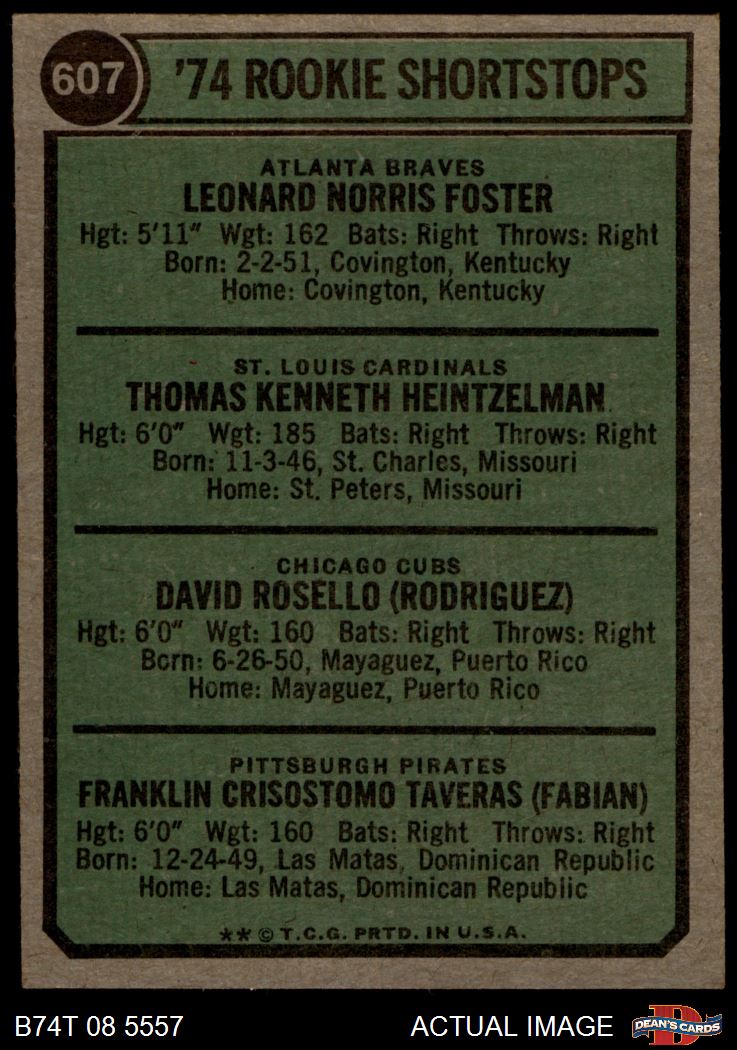 607 '74 ROOKIE SHORTSTOPS
ATLANTA BRAVES
LEONARD NORRIS FOSTER
Hgt: 5'11" Wgt: 162 Bats: Right Throws: Right
Born: 2-2-51, Covington, Kentucky
Home: Covington, Kentucky
ST. LOUIS CARDINALS
THOMAS KENNETH HEINTZELMAN
Hgt: 6'0" Wgt: 185 Bats: Right Throws: Right
Born: 11-3-46, St. Charles, Missouri
Home: St. Peters, Missouri
CHICAGO CUBS
DAVID ROSELLO (RODRIGUEZ)
Hgt: 6'0" Wgt: 160 Bats: Right Throws: Right
Born: 6-26-50, Mayaguez, Puerto Rico
Home: Mayaguez, Puerto Rico
PITTSBURGH PIRATES
FRANKLIN CRISOSTOMO TAVERAS (FABIAN)
Hgt: 6'0" Wgt: 160 Bats: Right Throws: Right
Born: 12-24-49, Las Matas, Dominican Republic
Home: Las Matas, Dominican Republic
** © T.C.G. PRTD. IN U.S.A.
B74T 08 5557 ACTUAL IMAGE D DEAN'S CARDS